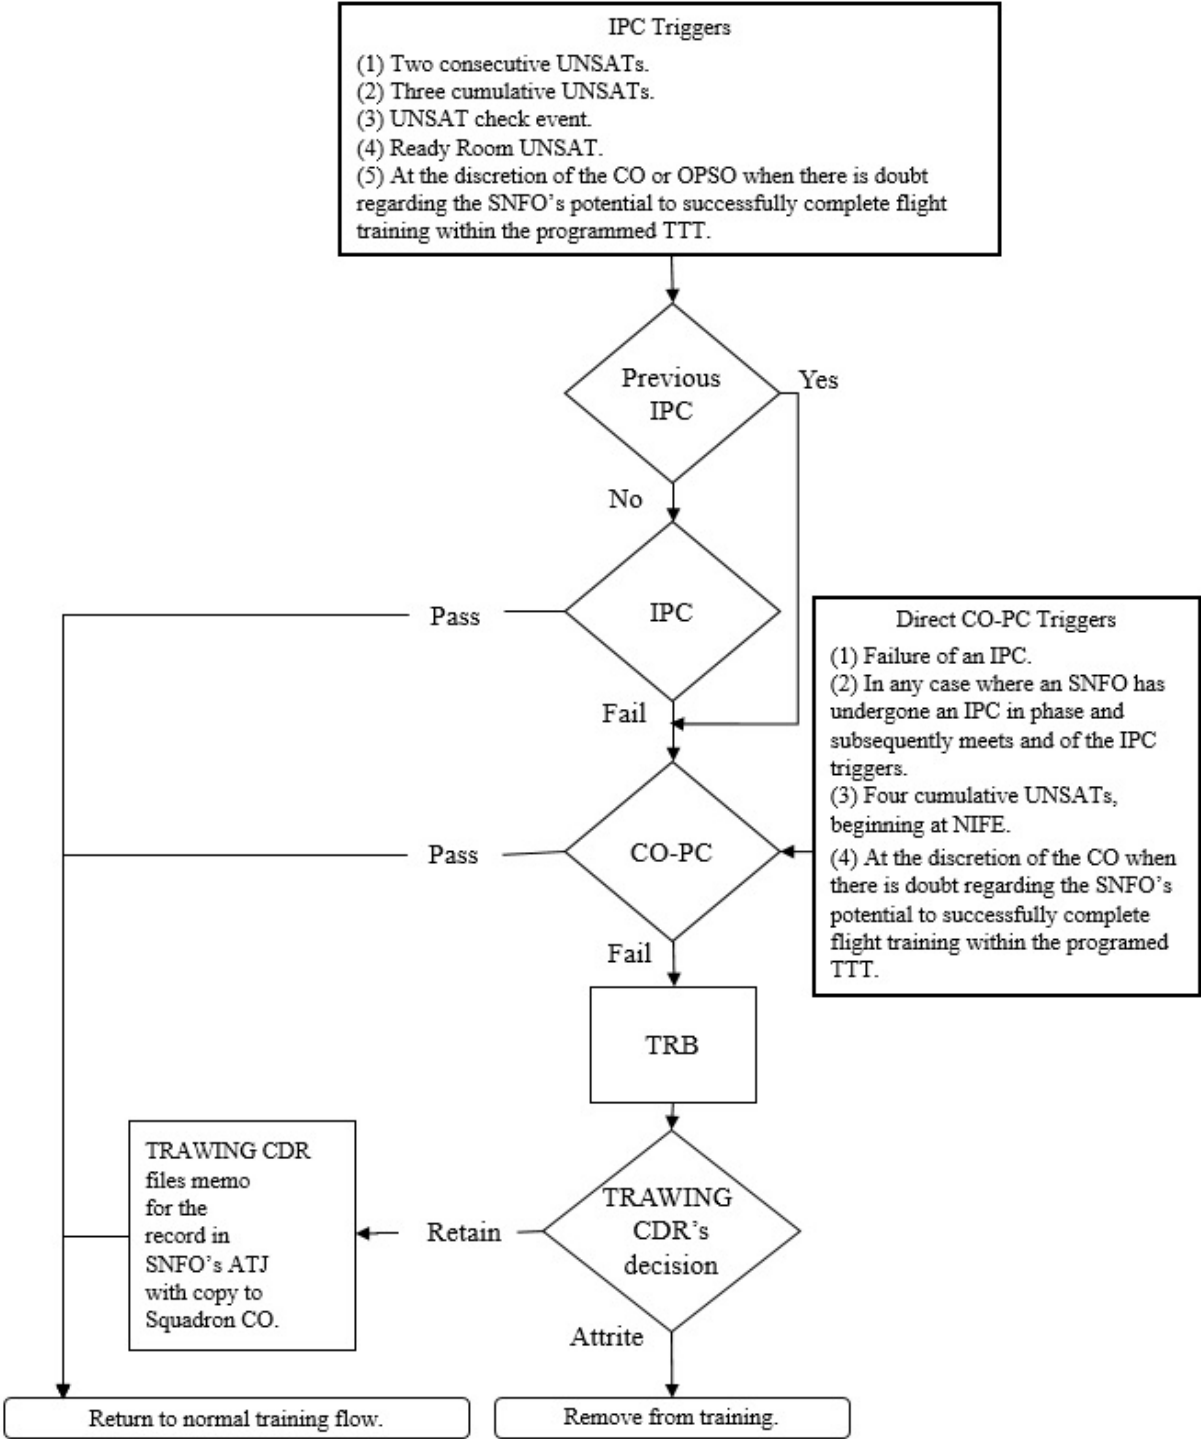 IPC Triggers
(1) Two consecutive UNSATs.
(2) Three cumulative UNSATs.
(3) UNSAT check event.
(4) Ready Room UNSAT.
(5) At the discretion of the CO or OPSO when there is doubt
regarding the SNFO’s potential to successfully complete flight
training within the programmed TTT.
Previous
IPC
Yes
No
IPC
Pass
Fail
Direct CO-PC Triggers
(1) Failure of an IPC.
(2) In any case where an SNFO has
undergone an IPC in phase and
subsequently meets and of the IPC
triggers.
(3) Four cumulative UNSATs,
beginning at NIFE.
(4) At the discretion of the CO when
there is doubt regarding the SNFO’s
potential to successfully complete
flight training within the programed
TTT.
CO-PC
Pass
Fail
TRB
TRAWING
CDR’s
decision
Retain
TRAWING CDR
files memo
for the
record in
SNFO’s ATJ
with copy to
Squadron CO.
Attrite
Return to normal training flow.
Remove from training.